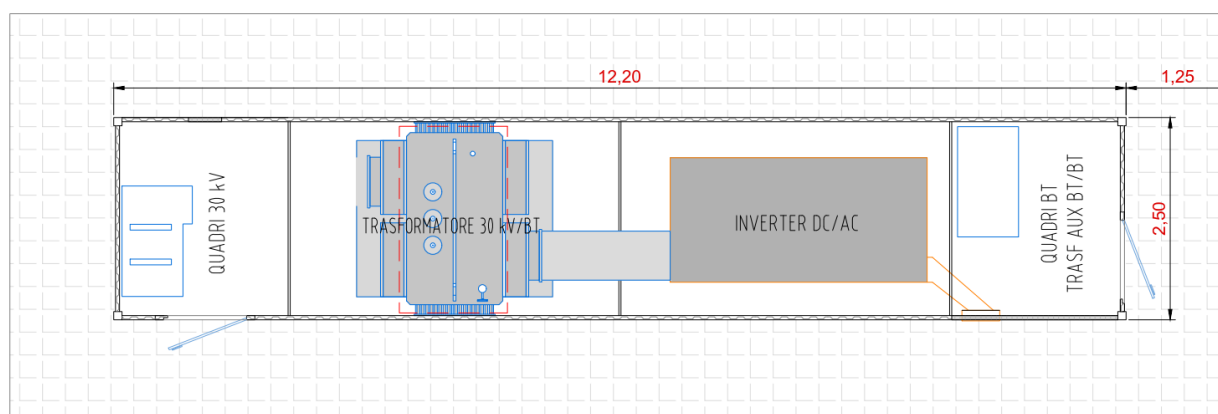 12,20
1,25
QUADRI 30 kV
TRASFORMATORE 30 kV/BT
INVERTER DC/AC
QUADRI BT
TRASF AUX BT/BT
2,50